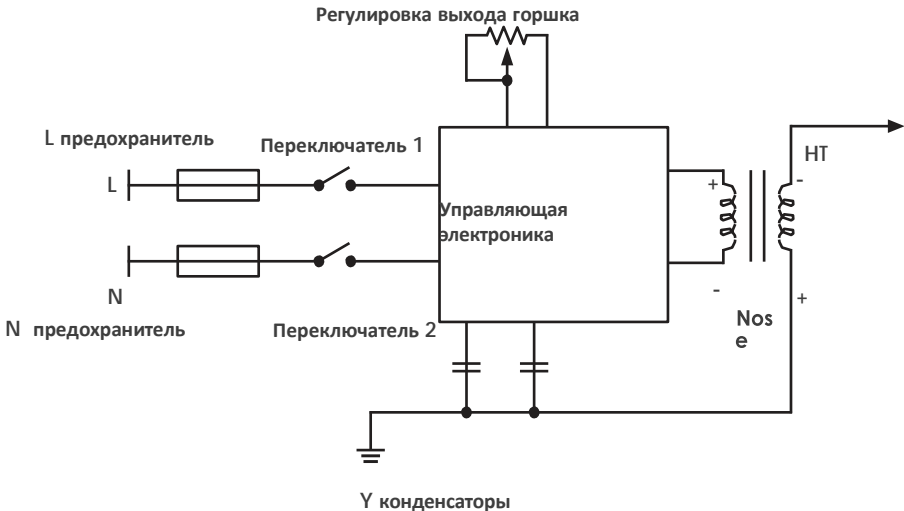 Регулировка выхода горшка
L предохранитель
Переключатель 1
L
HT
+
-
Управляющая
электроника
N
-
+
N предохранитель
Переключатель 2
Nos
e
Y конденсаторы